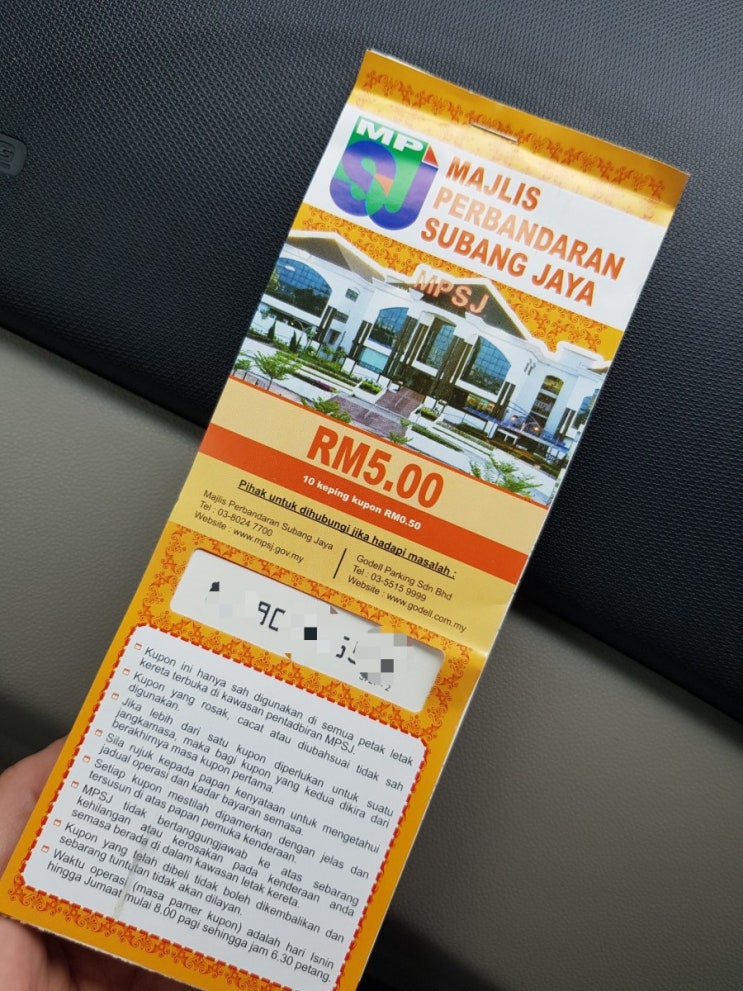 MP
SJ
MAJLIS
PERBANDARAN
SUBANG JAYA
MPSJ
RM5.00
10 keping kupon RM0.50
Pihak untuk dihubungi jika hadapi masalah :
Majlis Perbandaran Subang Jaya
Tel : 03-8024 7700
Website : www.mpsj.gov.my
Godell Parking Sdn Bhd
Tel : 03-5515 9999
Website : www.godell.com.my
Kupon ini hanya sah digunakan di semua petak letak
kereta terbuka di kawasan pentadbiran MPSJ.
Kupon yang rosak, cacat atau diubahsuai tidak sah
digunakan.
Jika lebih dari satu kupon diperlukan untuk suatu
jangkamasa, maka bagi kupon yang kedua dikira dari
berakhirnya masa kupon pertama.
Sila rujuk kepada papan kenyataan untuk mengetahui
jadual operasi dan kadar bayaran semasa.
Setiap kupon mestilah dipamerkan dengan jelas dan
tersusun di atas papan pemuka kenderaan.
MPSJ tidak bertanggungjawab ke atas sebarang
kehilangan atau kerosakan pada kenderaan anda
semasa berada di dalam kawasan letak kereta.
Kupon yang telah dibeli tidak boleh dikembalikan dan
sebarang tuntutan tidak akan dilayan.
Waktu operasi (masa pamer kupon) adalah hari Isnin
hingga Jumaat mulai 8.00 pagi sehingga jam 6.30 petang.